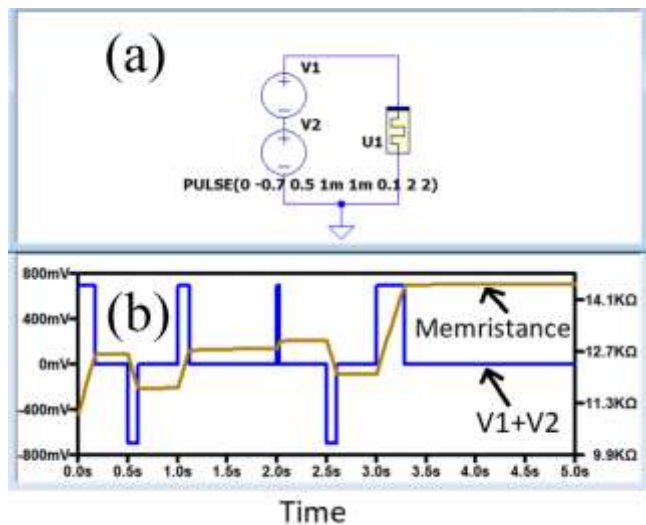 (a)
V1
V2
U1
PULSE(0 -0.7 0.5 1m 1m 0.1 2 2)
800mV
(b)
14.1KΩ
400mV
Memristance
12.7KΩ
0mV
11.3KΩ
-400mV
V1+V2
-800mV
9.9KΩ
0.0s 0.5s 1.0s 1.5s 2.0s 2.5s 3.0s 3.5s 4.0s 4.5s 5.0s
Time